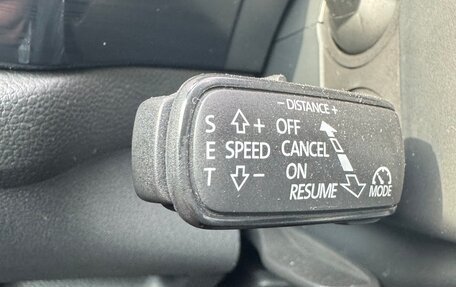 - DISTANCE +
S + OFF
E SPEED CANCEL
T - ON
RESUME MODE